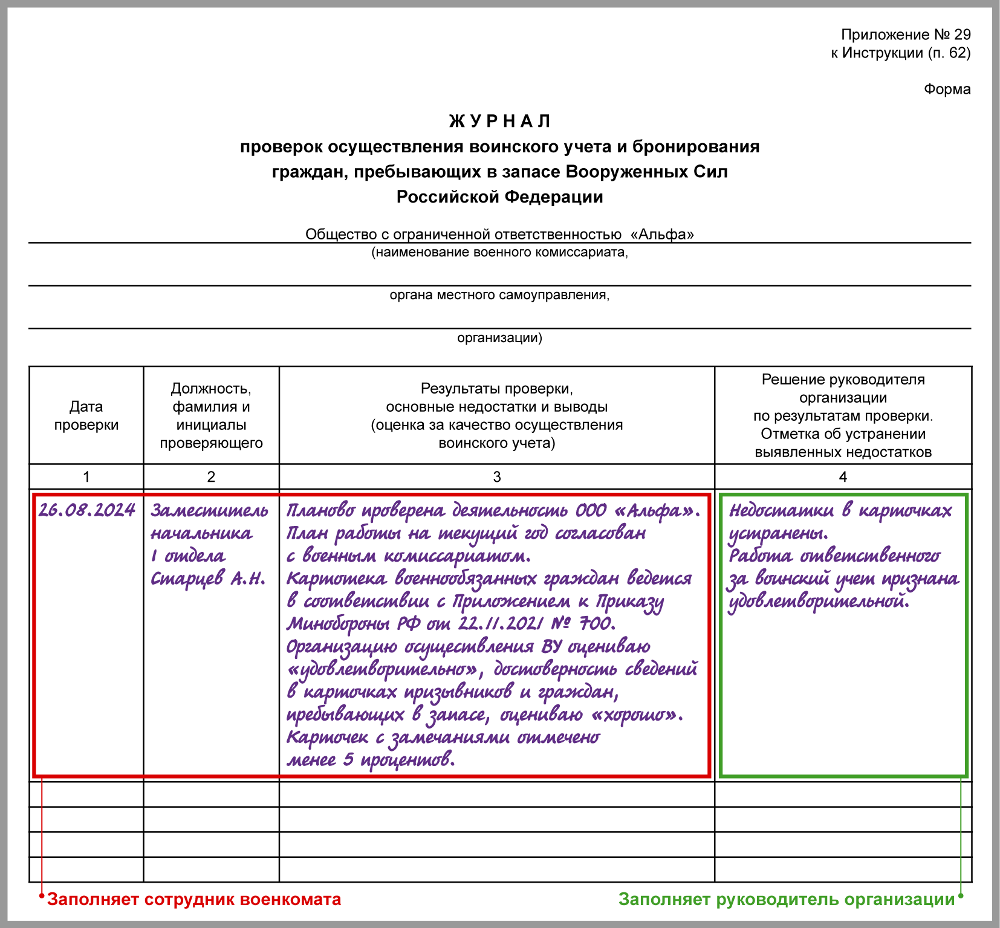 Приложение № 29
к Инструкции (п. 62)
Форма
Ж У Р Н А Л
проверок осуществления воинского учета и бронирования
граждан, пребывающих в запасе Вооруженных Сил
Российской Федерации
Общество с ограниченной ответственностью «Альфа»
(наименование военного комиссариата,
органа местного самоуправления,
организации)
Дата
проверки
Должность,
фамилия и
инициалы
проверяющего
Результаты проверки,
основные недостатки и выводы
(оценка за качество осуществления
воинского учета)
Решение руководителя
организации
по результатам проверки.
Отметка об устранении
выявленных недостатков
1
2
3
4
26.08.2024
Заместитель
начальника
1 отдела
Старцев А.Н.
Планово проверена деятельность ООО «Альфа».
План работы на текущий год согласован
с военным комиссариатом.
Картотека военнообязанных граждан ведется
в соответствии с Приложением к Приказу
Минобороны РФ от 22.11.2021 № 700.
Организацию осуществления ВУ оцениваю
«удовлетворительно», достоверность сведений
в карточках призывников и граждан,
пребывающих в запасе, оцениваю «хорошо».
Карточек с замечаниями отмечено
менее 5 процентов.
Недостатки в карточках
устранены.
Работа ответственного
за воинский учет признана
удовлетворительной.
Заполняет сотрудник военкомата
Заполняет руководитель организации